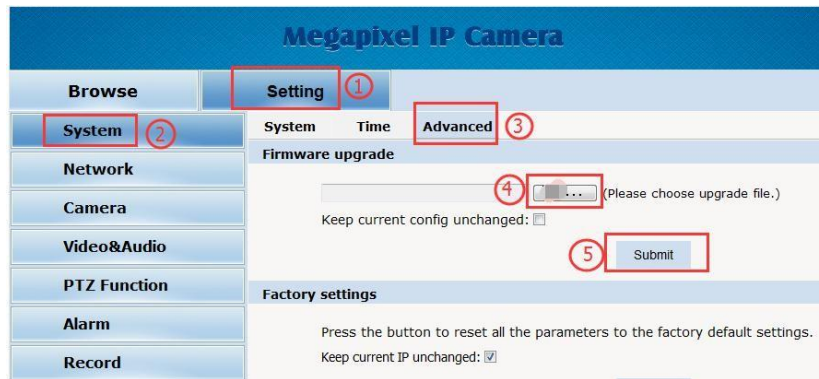 Megapixel IP Camera
Browse
Setting ①
System ②
System Time Advanced ③
Firmware upgrade
Network
④ ... (Please choose upgrade file.)
Camera
Keep current config unchanged:
Video&Audio
⑤ Submit
PTZ Function
Factory settings
Alarm
Press the button to reset all the parameters to the factory default settings.
Record
Keep current IP unchanged: